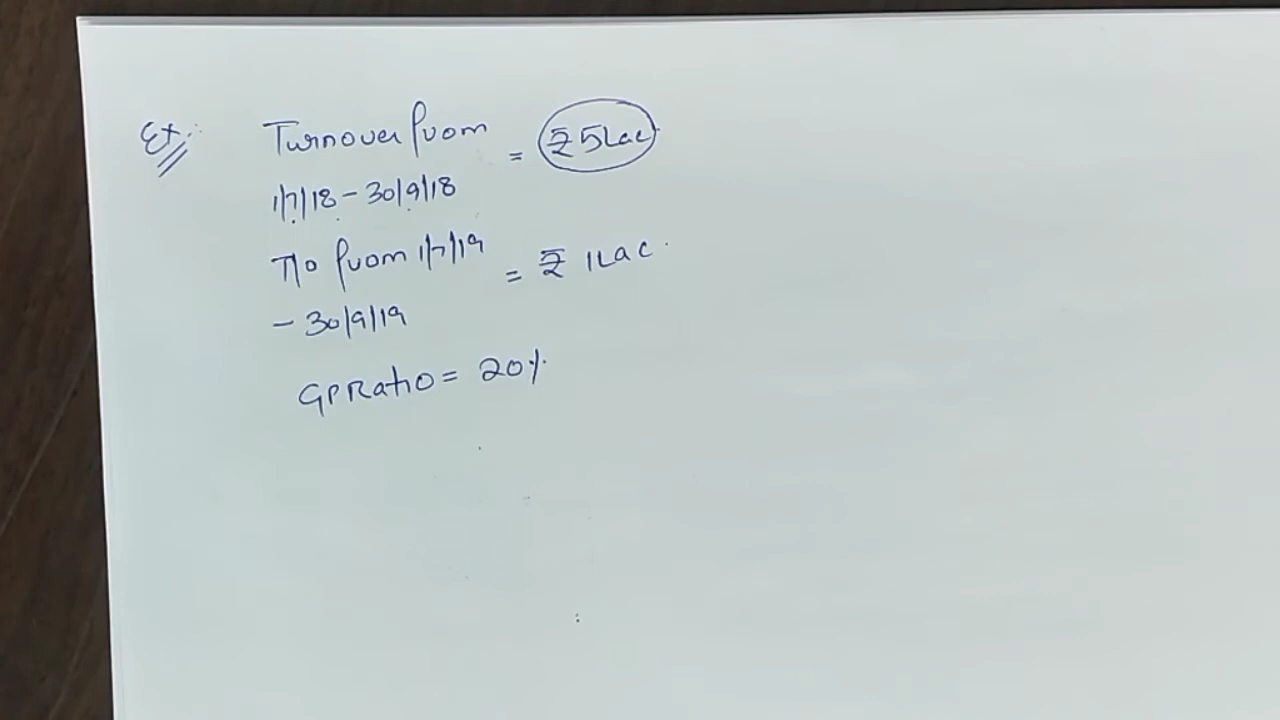 Ex:
Turnover from = ₹5Lac
1/7/18 - 30/9/18
T/O from 1/7/19 = ₹ 1Lac
- 30/9/19
GP Ratio = 20%